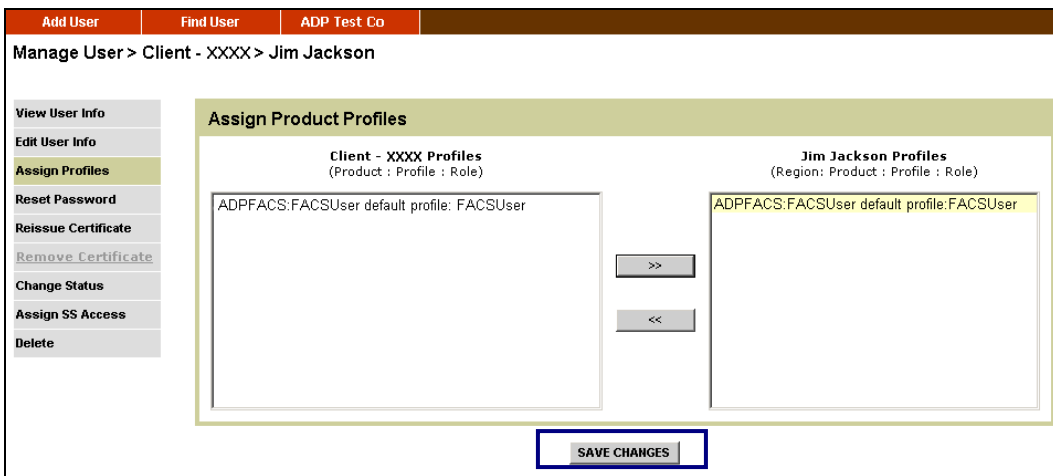 Add User Find User ADP Test Co
Manage User > Client - XXXX > Jim Jackson
View User Info
Edit User Info
Assign Profiles
Reset Password
Reissue Certificate
Remove Certificate
Change Status
Assign SS Access
Delete
Assign Product Profiles
Client - XXXX Profiles
(Product : Profile : Role)
ADPFACS:FACSUser default profile: FACSUser
>>
<<
Jim Jackson Profiles
(Region: Product : Profile : Role)
ADPFACS:FACSUser default profile:FACSUser
SAVE CHANGES